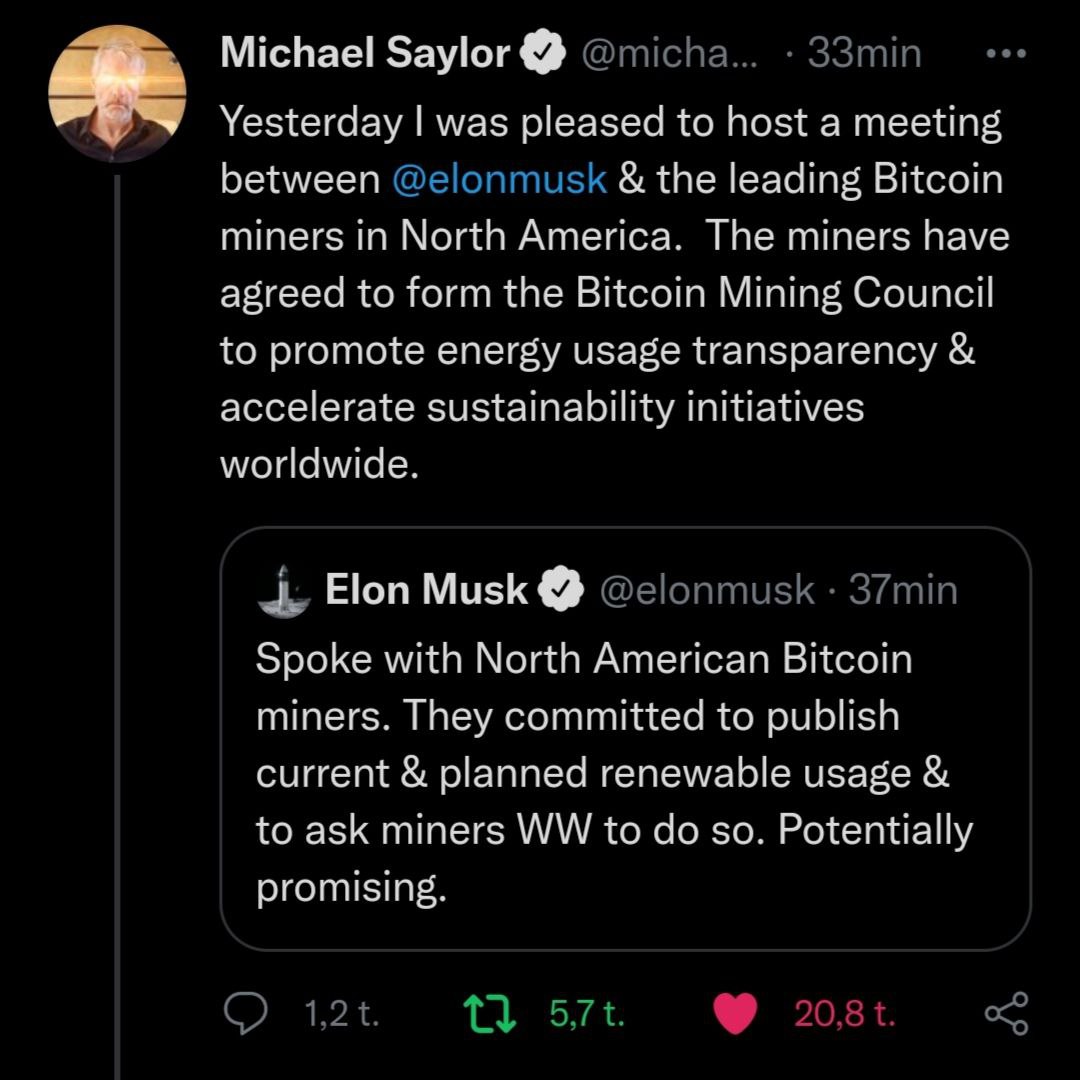 Michael Saylor @micha... · 33min
Yesterday I was pleased to host a meeting
between @elonmusk & the leading Bitcoin
miners in North America.  The miners have
agreed to form the Bitcoin Mining Council
to promote energy usage transparency &
accelerate sustainability initiatives
worldwide.
Elon Musk @elonmusk · 37min
Spoke with North American Bitcoin
miners. They committed to publish
current & planned renewable usage &
to ask miners WW to do so. Potentially
promising.
1,2 t. 5,7 t. 20,8 t.